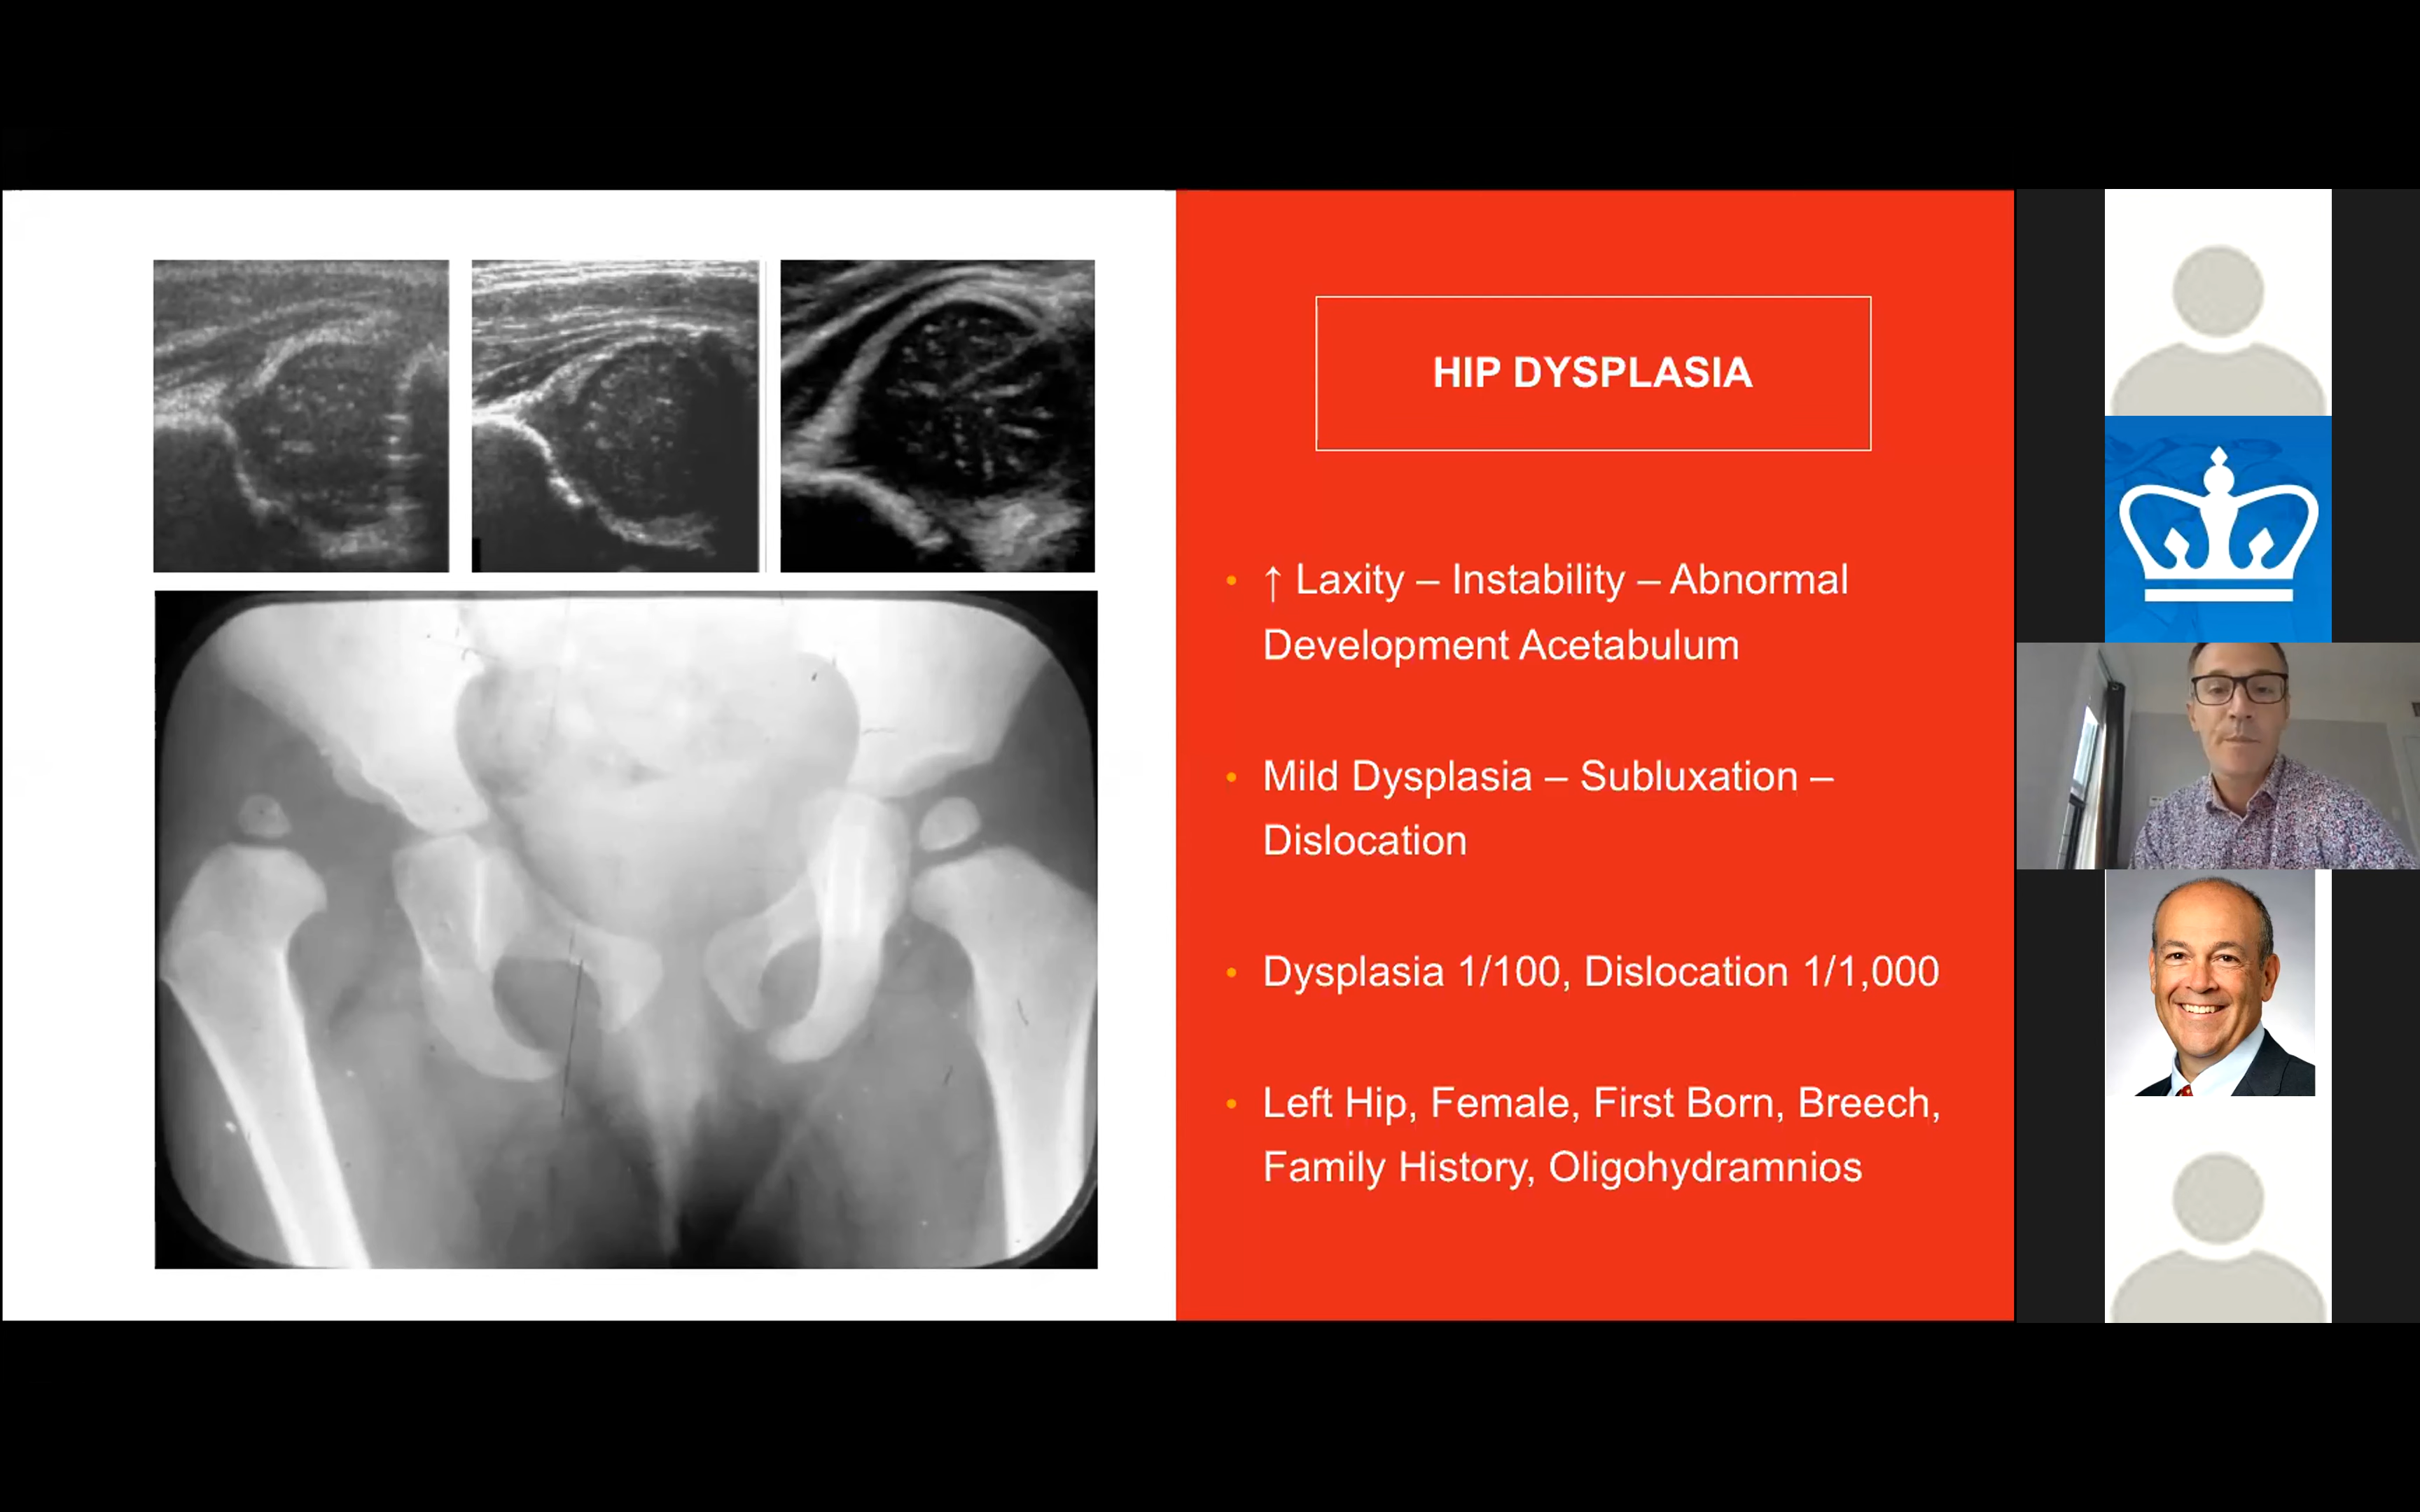 HIP DYSPLASIA
• ↑ Laxity – Instability – Abnormal
Development Acetabulum
• Mild Dysplasia – Subluxation –
Dislocation
• Dysplasia 1/100, Dislocation 1/1,000
• Left Hip, Female, First Born, Breech,
Family History, Oligohydramnios